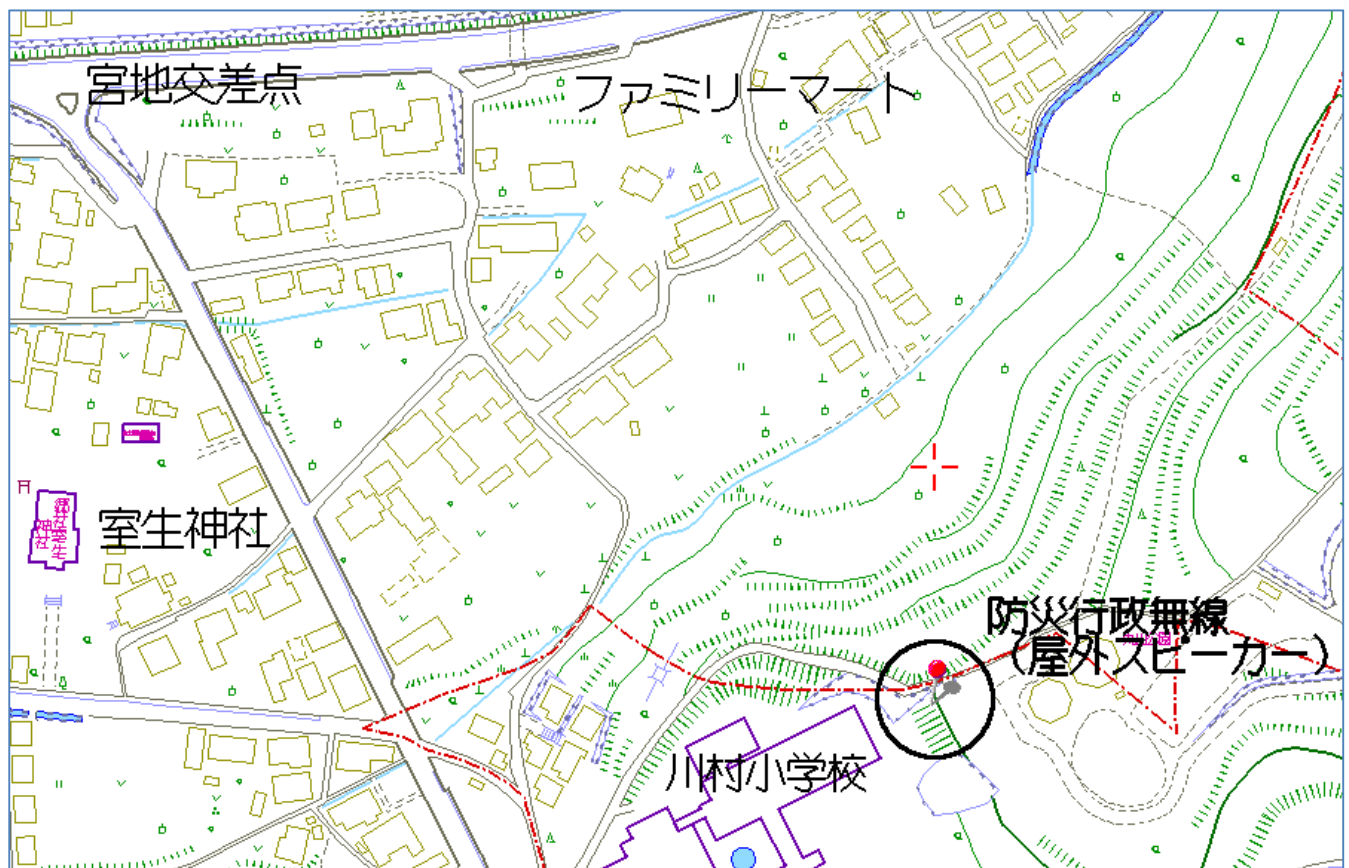 宮地交差点
ファミリーマート
室生神社
防災行政無線
（屋外スピーカー）
川村小学校